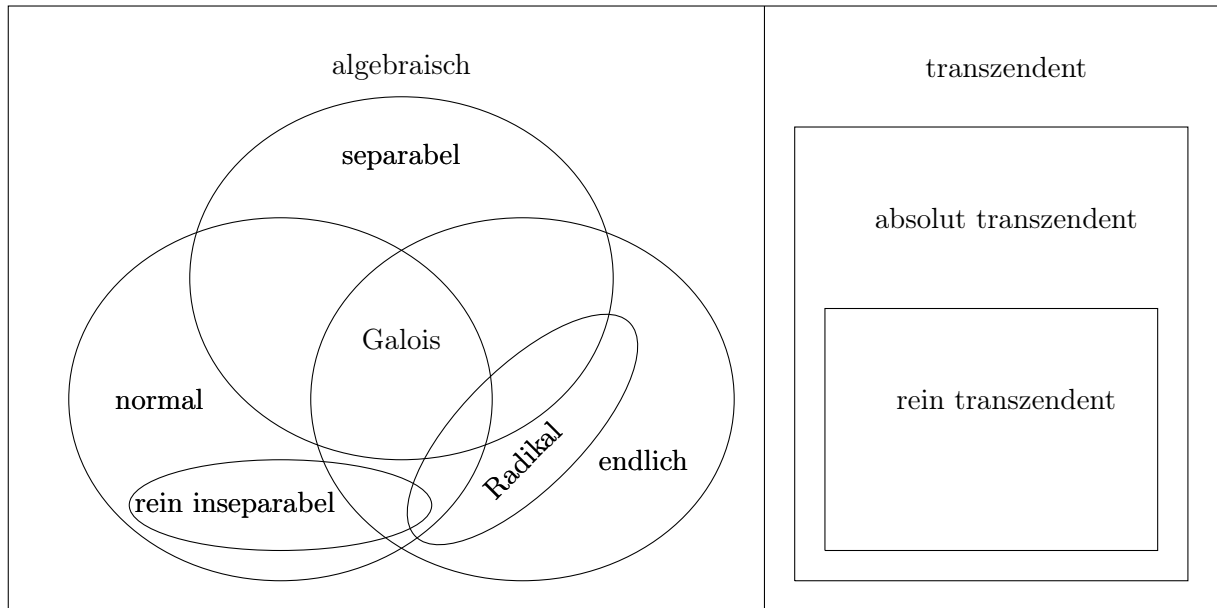 algebraisch
transzendent
separabel
absolut transzendent
Galois
normal
rein transzendent
Radikal
endlich
rein inseparabel